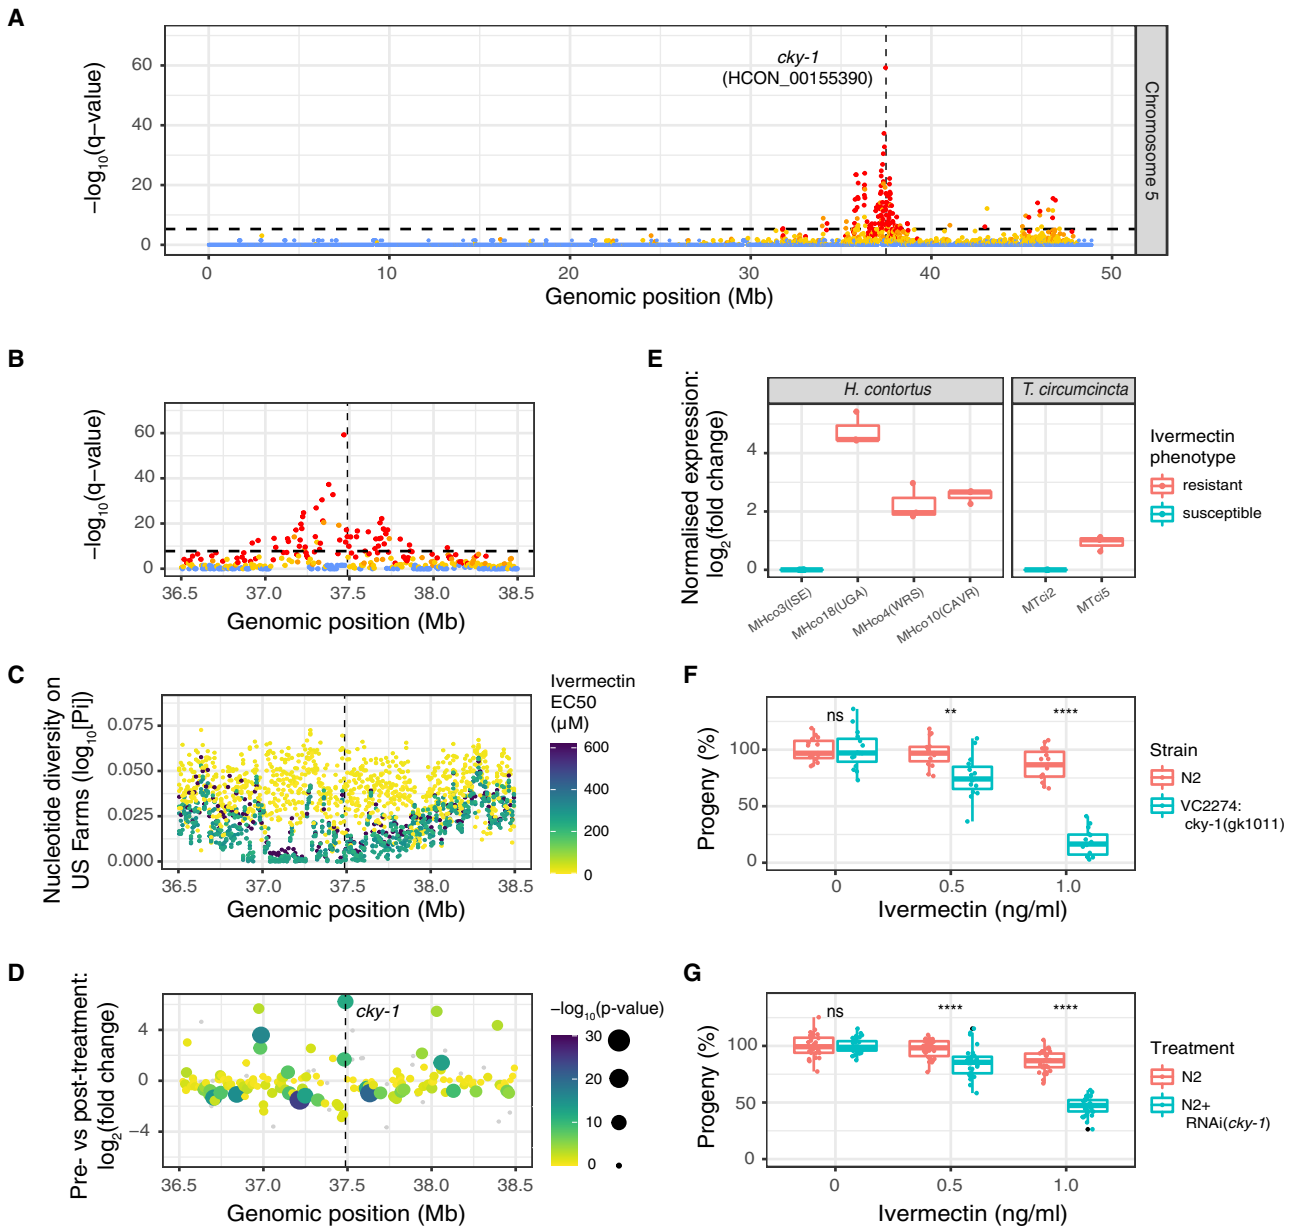 A
−log10(q−value)
60
40
20
0
cky-1
(HCON_00155390)
Chromosome 5
0 10 20 30 40 50
Genomic position (Mb)
B
−log10(q−value)
60
40
20
0
36.5 37.0 37.5 38.0 38.5
Genomic position (Mb)
C
Nucleotide diversity on
US Farms (log10[Pi])
0.075
0.050
0.025
0.000
36.5 37.0 37.5 38.0 38.5
Genomic position (Mb)
Ivermectin
EC50
(μM)
600
400
200
0
D
Pre- vs post-treatment:
log2(fold change)
4
0
−4
cky-1
36.5 37.0 37.5 38.0 38.5
Genomic position (Mb)
−log10(p−value)
30
20
10
0
E
Normalised expression:
log2(fold change)
4
2
0
H. contortus
T. circumcincta
MHco3(ISE)
MHco18(UGA)
MHco4(WRS)
MHco10(CAVR)
MTci2
MTci5
Ivermectin
phenotype
resistant
susceptible
F
Progeny (%)
100
50
0
ns ** ****
0 0.5 1.0
Ivermectin (ng/ml)
Strain
N2
VC2274:
cky-1(gk1011)
G
Progeny (%)
100
50
0
ns **** ****
0 0.5 1.0
Ivermectin (ng/ml)
Treatment
N2
N2+
RNAi(cky-1)